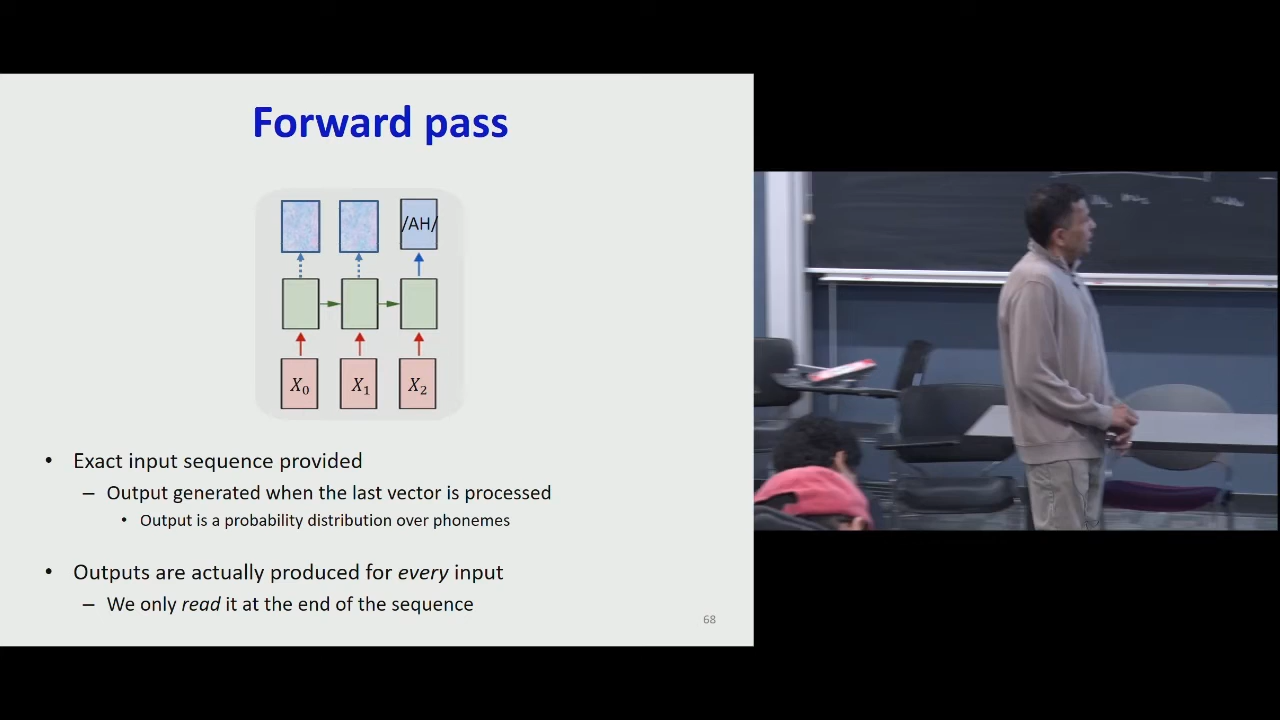 Forward pass
/AH/
X₀ X₁ X₂
• Exact input sequence provided
– Output generated when the last vector is processed
• Output is a probability distribution over phonemes
• Outputs are actually produced for every input
– We only read it at the end of the sequence
68